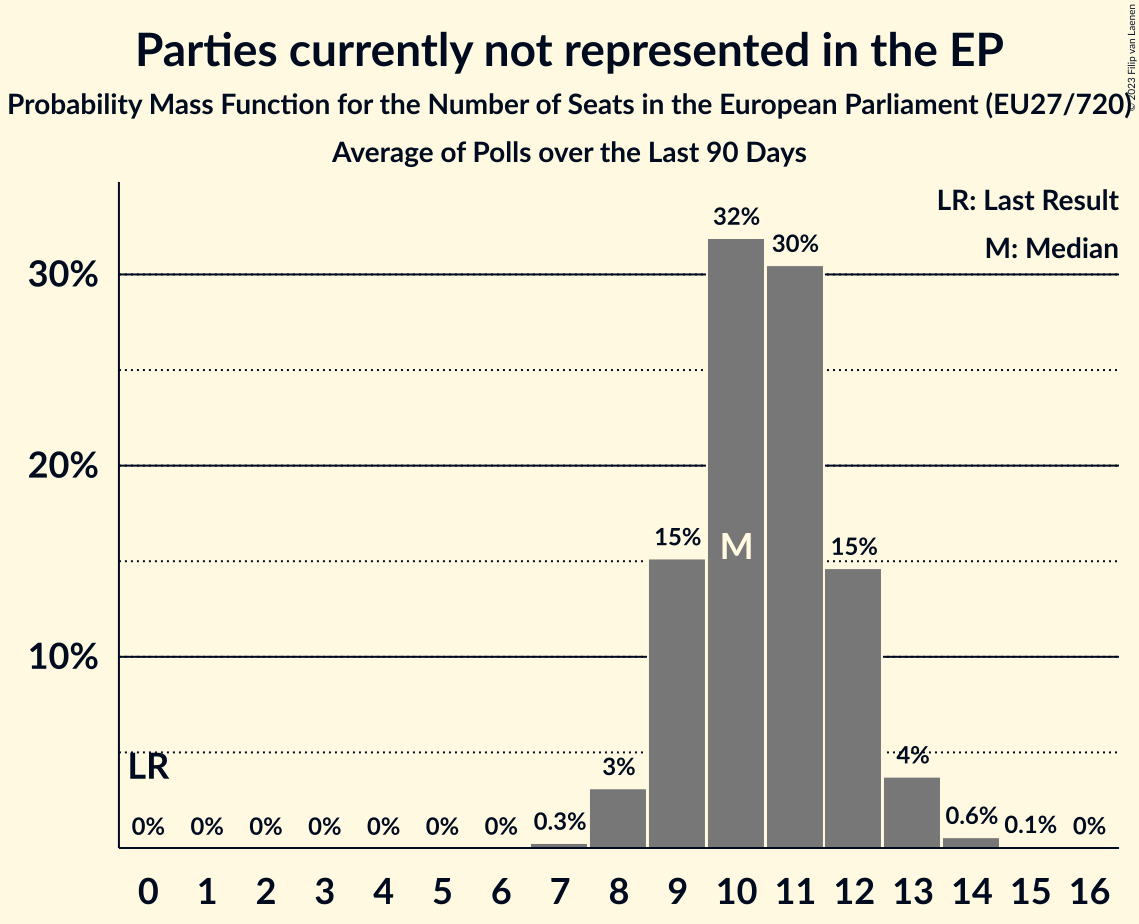 Parties currently not represented in the EP
Probability Mass Function for the Number of Seats in the European Parliament (EU27/720)
Average of Polls over the Last 90 Days
© 2023 Filip van Laenen
LR: Last Result
M: Median
30%
20%
10%
LR
M
0% 0% 0% 0% 0% 0% 0% 0.3% 3% 15% 32% 30% 15% 4% 0.6% 0.1% 0%
0 1 2 3 4 5 6 7 8 9 10 11 12 13 14 15 16